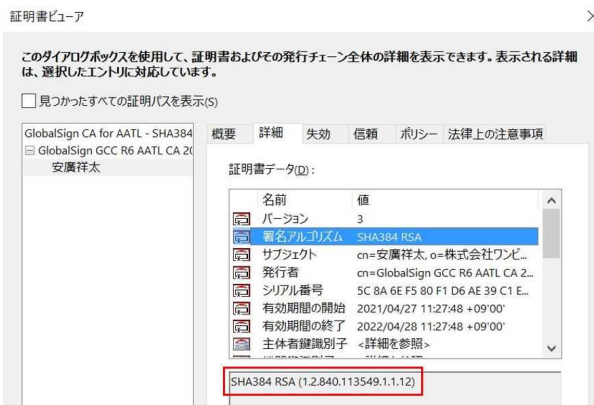 証明書ビューア
このダイアログボックスを使用して、証明書およびその発行チェーン全体の詳細を表示できます。表示される詳細
は、選択したエントリに対応しています。
見つかったすべての証明パスを表示(S)
GlobalSign CA for AATL - SHA384
GlobalSign GCC R6 AATL CA 20
安廣祥太
概要 詳細 失効 信頼 ポリシー 法律上の注意事項
証明書データ(D):
名前 値
バージョン 3
署名アルゴリズム SHA384 RSA
サブジェクト cn=安廣祥太, o=株式会社ワンビ...
発行者 cn=GlobalSign GCC R6 AATL CA 2...
シリアル番号 5C 8A 6E F5 80 F1 D6 AE 39 C1 E...
有効期間の開始 2021/04/27 11:27:48 +09'00'
有効期間の終了 2022/04/28 11:27:48 +09'00'
主体者鍵識別子 <詳細を参照>
SHA384 RSA (1.2.840.113549.1.1.12)